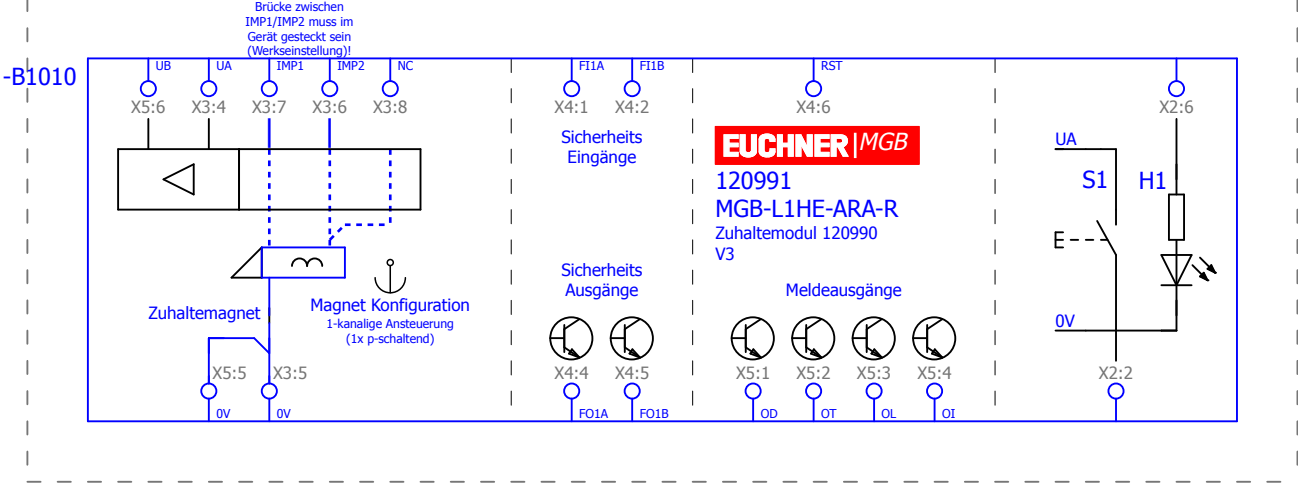 Brücke zwischen
IMP1/IMP2 muss im
Gerät gesteckt sein
(Werkseinstellung)!
-B1010
UB UA IMP1 IMP2 NC FI1A FI1B RST
X5:6 X3:4 X3:7 X3:6 X3:8 X4:1 X4:2 X4:6 X2:6
Sicherheits
Eingänge
EUCHNER|MGB
120991
MGB-L1HE-ARA-R
Zuhaltemodul 120990
V3
UA
S1 H1
E
0V
Zuhaltemagnet
Magnet Konfiguration
1-kanalige Ansteuerung
(1x p-schaltend)
Sicherheits
Ausgänge
Meldeausgänge
X5:5 X3:5 X4:4 X4:5 X5:1 X5:2 X5:3 X5:4 X2:2
0V 0V FO1A FO1B OD OT OL OI